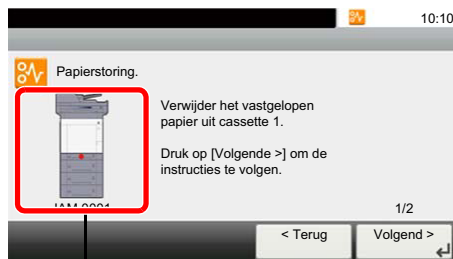 10:10
Papierstoring.
Verwijder het vastgelopen
papier uit cassette 1.
Druk op [Volgende >] om de
instructies te volgen.
1/2
< Terug
Volgend >